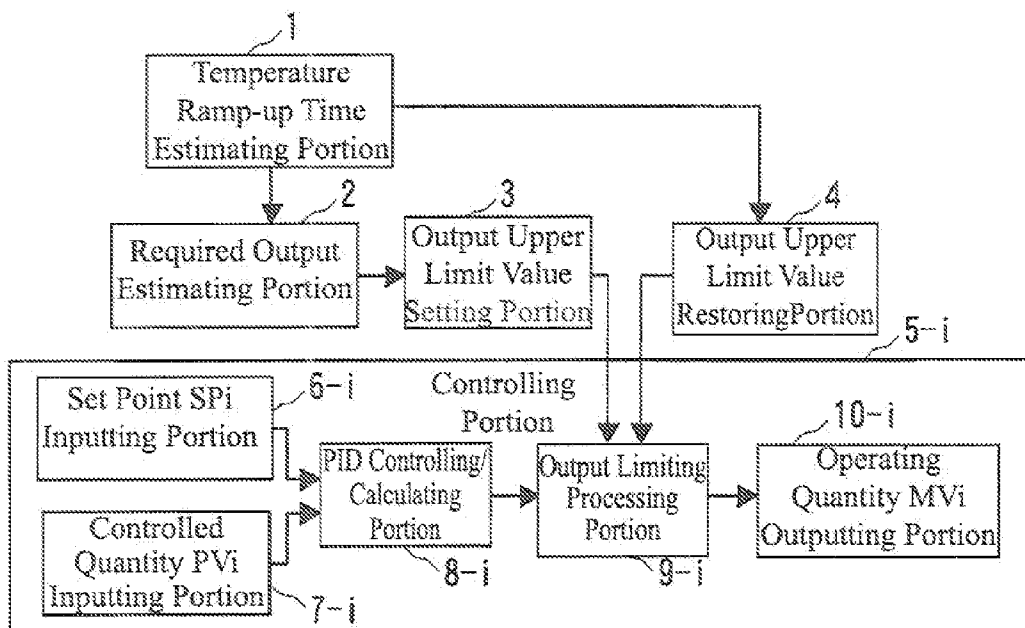 1
Temperature
Ramp-up Time
Estimating Portion
2
Required Output
Estimating Portion
3
Output Upper
Limit Value
Setting Portion
4
Output Upper
Limit Value
RestoringPortion
5-i
Controlling
Portion
6-i
Set Point SPi
Inputting Portion
Controlled
Quantity PVi
Inputting Portion
7-i
PID Controlling/
Calculating
Portion
8-i
Output Limiting
Processing
Portion
9-i
10-i
Operating
Quantity MVi
Outputting Portion